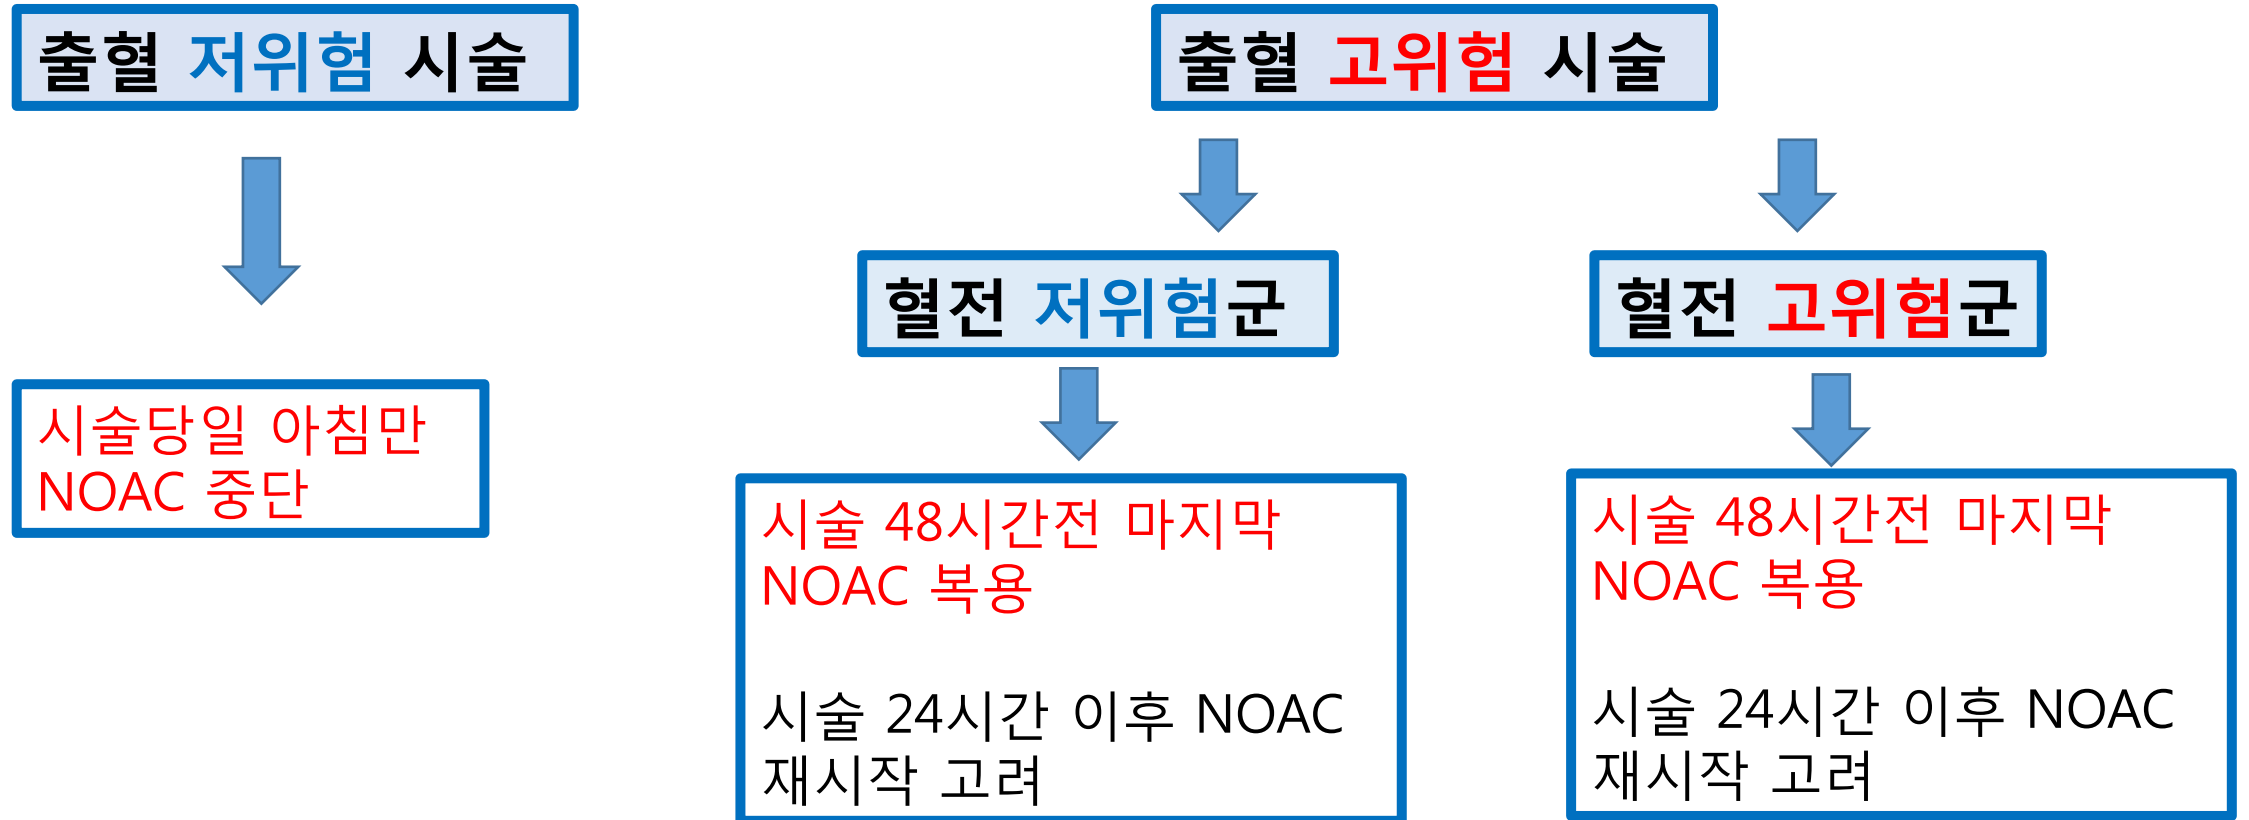 출혈 저위험 시술
출혈 고위험 시술
혈전 저위험군
혈전 고위험군
시술당일 아침만
NOAC 중단
시술 48시간전 마지막
NOAC 복용
시술 24시간 이후 NOAC
재시작 고려
시술 48시간전 마지막
NOAC 복용
시술 24시간 이후 NOAC
재시작 고려